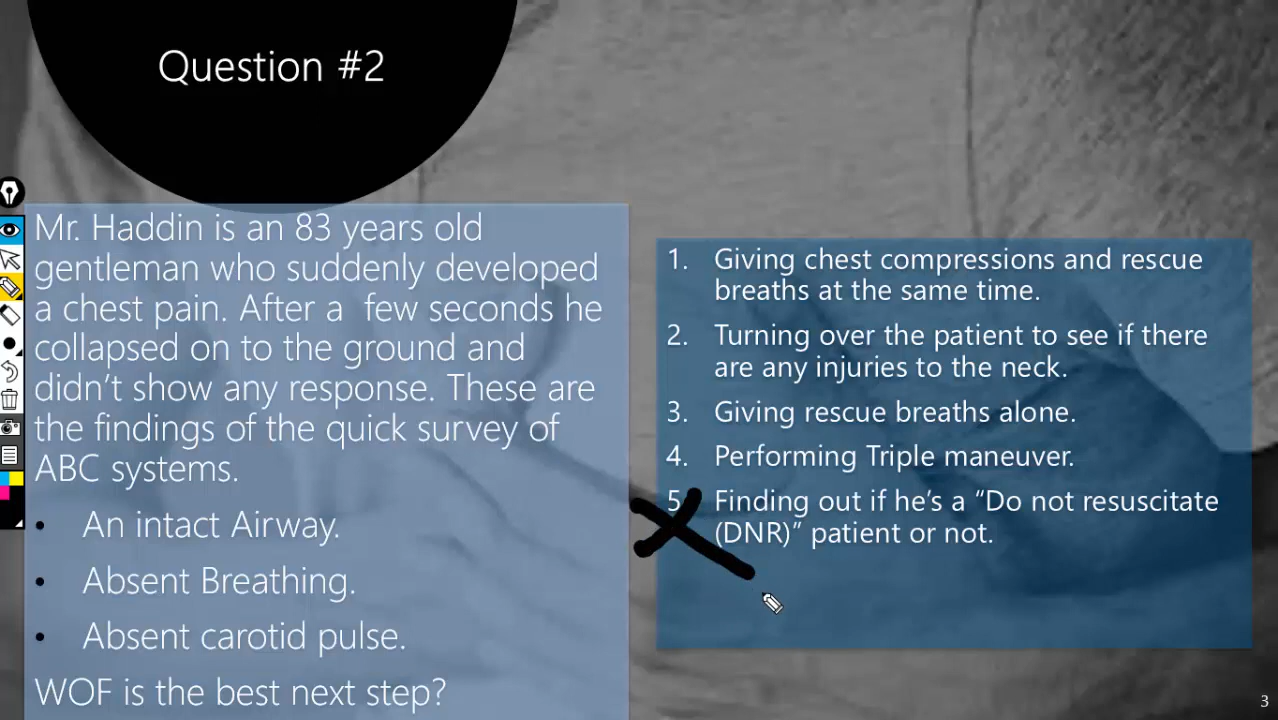 Question #2
Mr. Haddin is an 83 years old
gentleman who suddenly developed
a chest pain. After a few seconds he
collapsed on to the ground and
didn't show any response. These are
the findings of the quick survey of
ABC systems.
• An intact Airway.
• Absent Breathing.
• Absent carotid pulse.
WOF is the best next step?
1. Giving chest compressions and rescue
breaths at the same time.
2. Turning over the patient to see if there
are any injuries to the neck.
3. Giving rescue breaths alone.
4. Performing Triple maneuver.
5. Finding out if he's a “Do not resuscitate
(DNR)” patient or not.
3